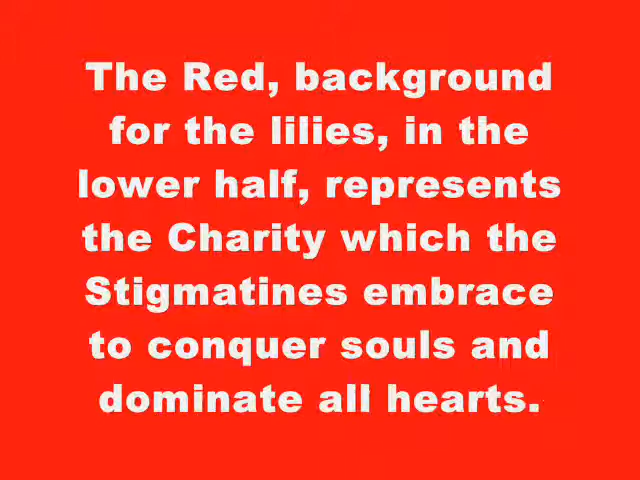 The Red, background
for the lilies, in the
lower half, represents
the Charity which the
Stigmatines embrace
to conquer souls and
dominate all hearts.